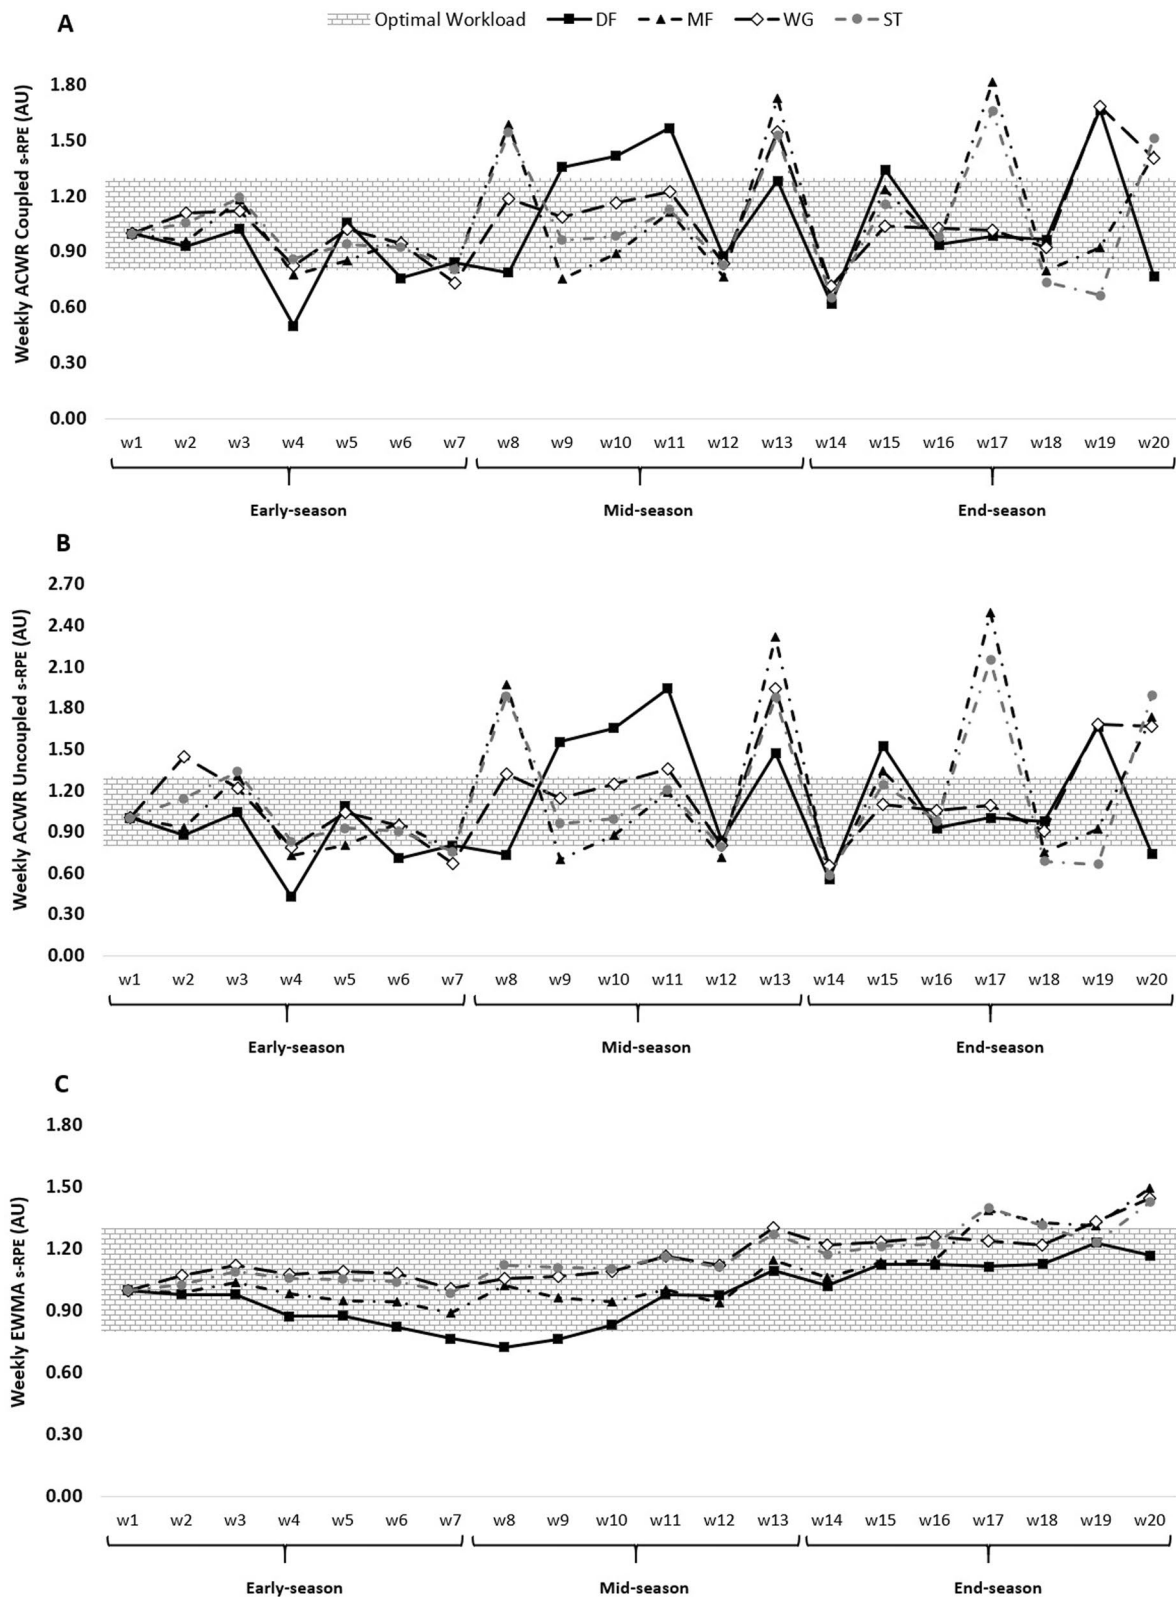 A
Optimal Workload DF MF WG ST
Weekly ACWR Coupled s-RPE (AU)
1.80
1.50
1.20
0.90
0.60
0.30
0.00
w1 w2 w3 w4 w5 w6 w7 w8 w9 w10 w11 w12 w13 w14 w15 w16 w17 w18 w19 w20
Early-season Mid-season End-season
B
Weekly ACWR Uncoupled s-RPE (AU)
2.70
2.40
2.10
1.80
1.50
1.20
0.90
0.60
0.30
0.00
w1 w2 w3 w4 w5 w6 w7 w8 w9 w10 w11 w12 w13 w14 w15 w16 w17 w18 w19 w20
Early-season Mid-season End-season
C
Weekly EWMA s-RPE (AU)
1.80
1.50
1.20
0.90
0.60
0.30
0.00
w1 w2 w3 w4 w5 w6 w7 w8 w9 w10 w11 w12 w13 w14 w15 w16 w17 w18 w19 w20
Early-season Mid-season End-season